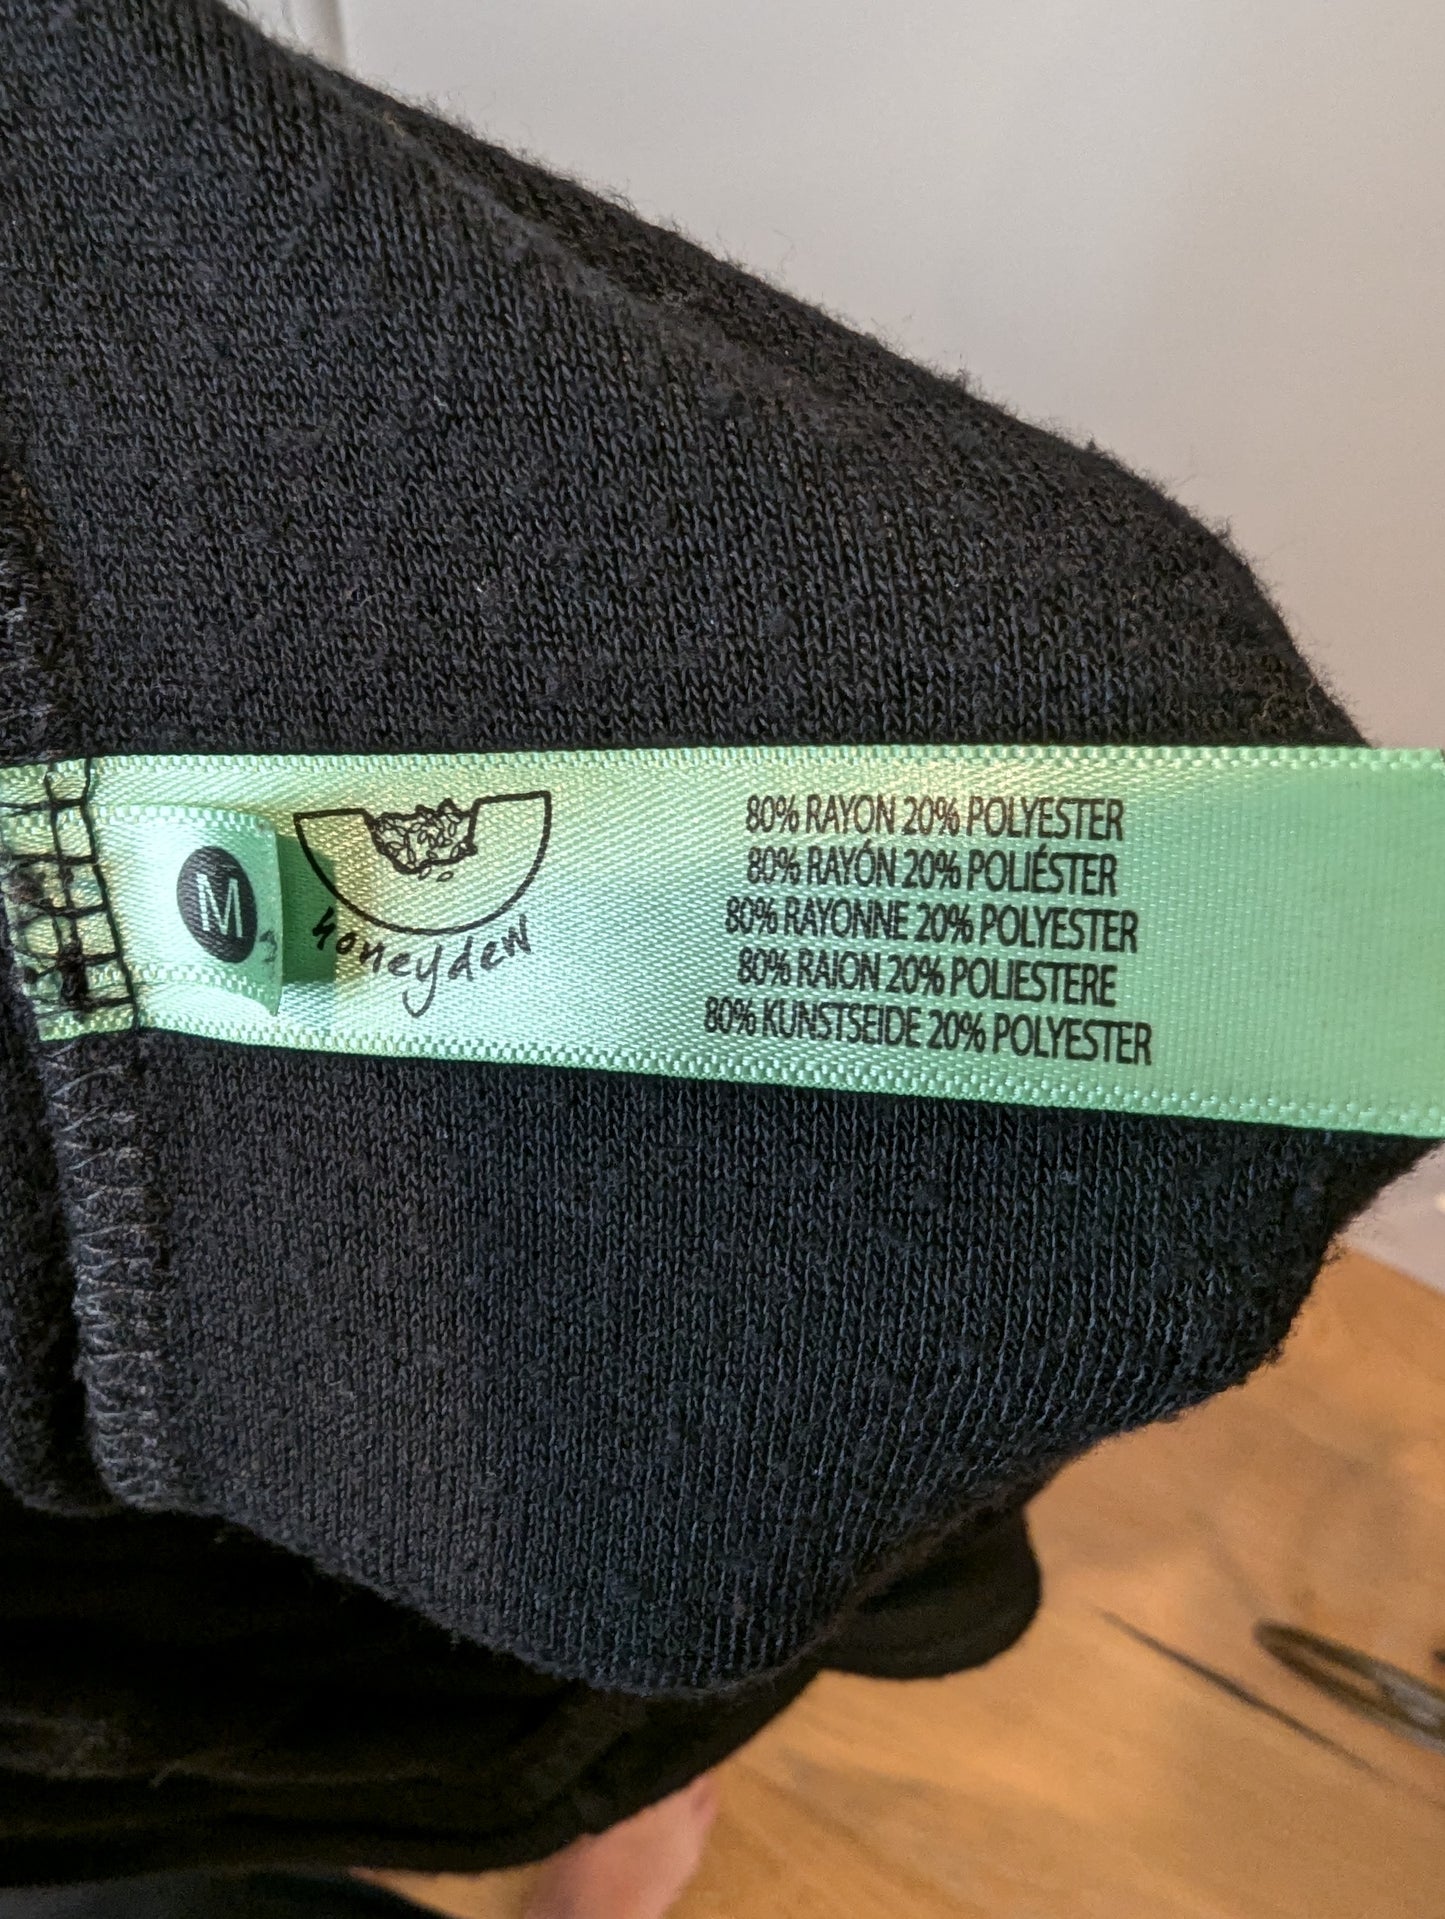 M
honeydew
80% RAYON 20% POLYESTER
80% RAYÓN 20% POLIÉSTER
80% RAYONNE 20% POLYESTER
80% RAION 20% POLIESTERE
80% KUNSTSEIDE 20% POLYESTER